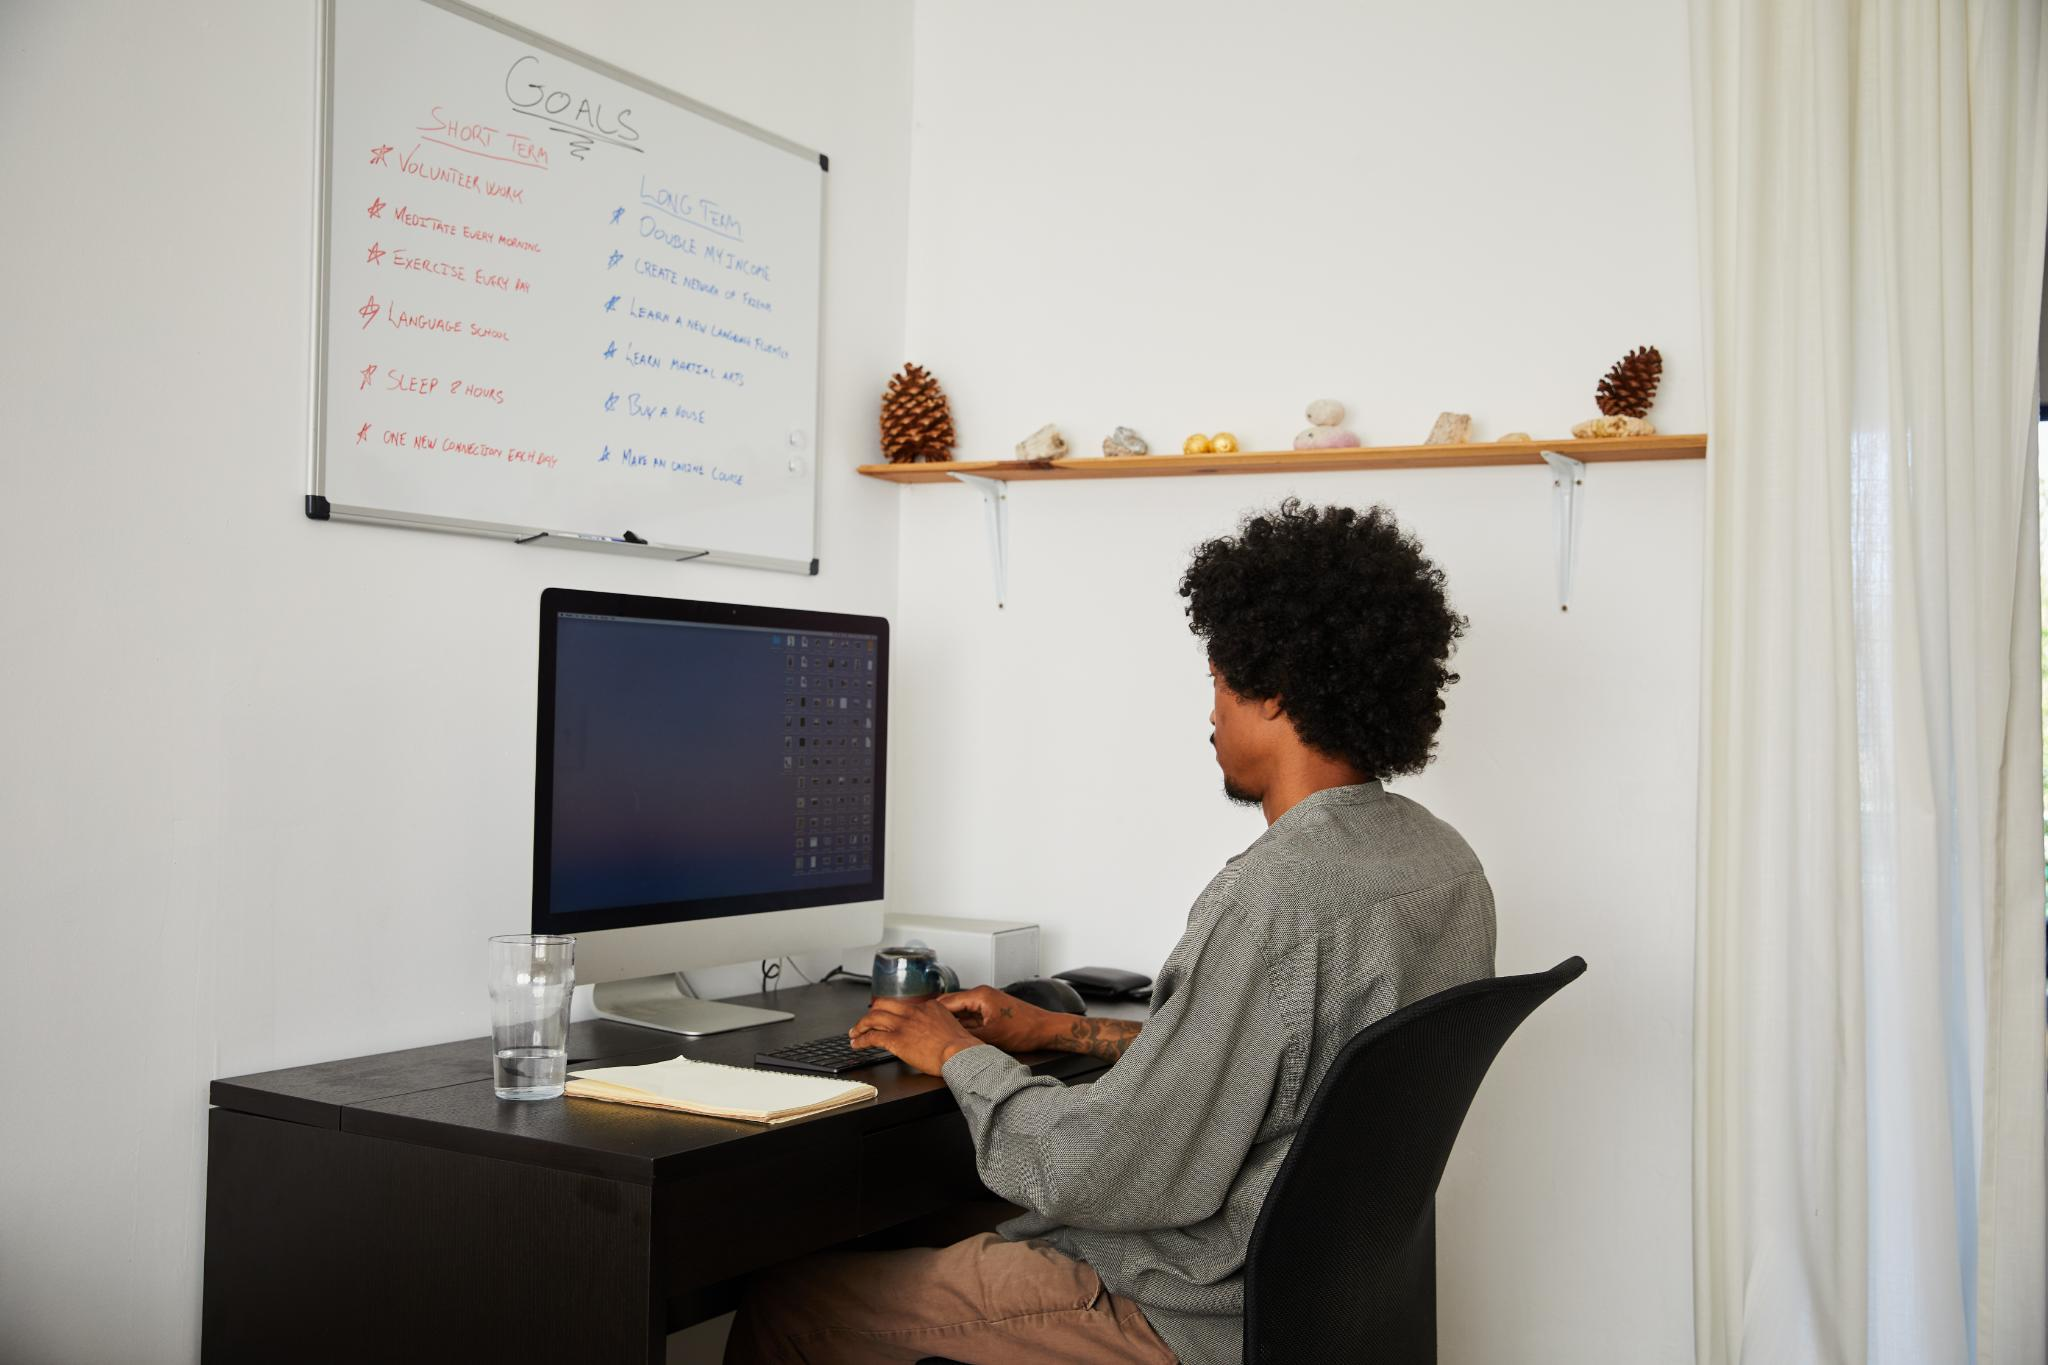 GOALS
SHORT TERM
VOLUNTEER WORK
MEDITATE EVERY MORNING
EXERCISE EVERY DAY
LANGUAGE SCHOOL
SLEEP 8 HOURS
ONE NEW CONNECTION EACH DAY
LONG TERM
DOUBLE MY INCOME
CREATE NETWORK OF FRIENDS
LEARN A NEW LANGUAGE FLUENTLY
LEARN MARTIAL ARTS
BUY A HOUSE
MAKE AN ONLINE COURSE